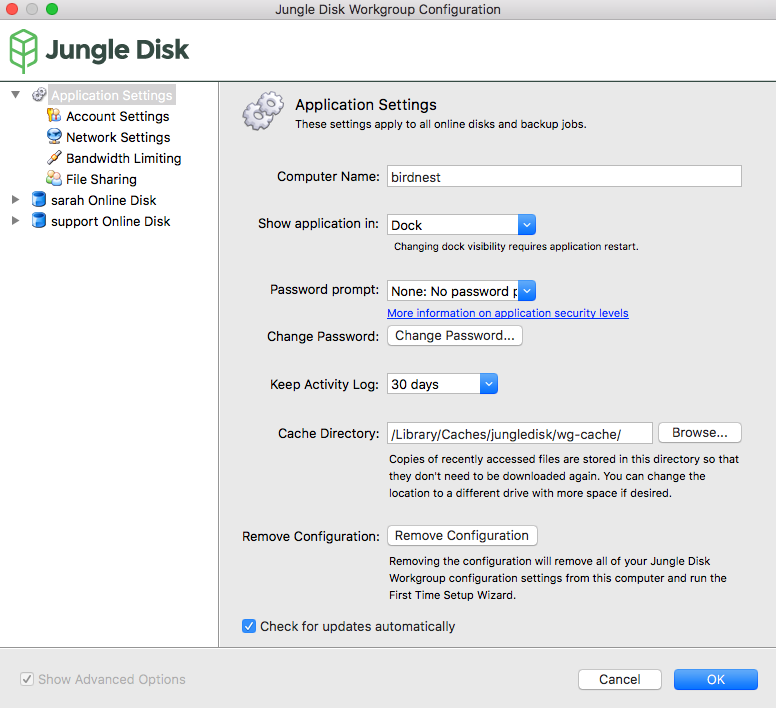 Jungle Disk Workgroup Configuration
Jungle Disk
Application Settings
Account Settings
Network Settings
Bandwidth Limiting
File Sharing
sarah Online Disk
support Online Disk
Application Settings
These settings apply to all online disks and backup jobs.
Computer Name: birdnest
Show application in: Dock
Changing dock visibility requires application restart.
Password prompt: None: No password p
More information on application security levels
Change Password: Change Password...
Keep Activity Log: 30 days
Cache Directory: /Library/Caches/jungledisk/wg-cache/ Browse...
Copies of recently accessed files are stored in this directory so that
they don't need to be downloaded again. You can change the
location to a different drive with more space if desired.
Remove Configuration: Remove Configuration
Removing the configuration will remove all of your Jungle Disk
Workgroup configuration settings from this computer and run the
First Time Setup Wizard.
Check for updates automatically
Show Advanced Options Cancel OK